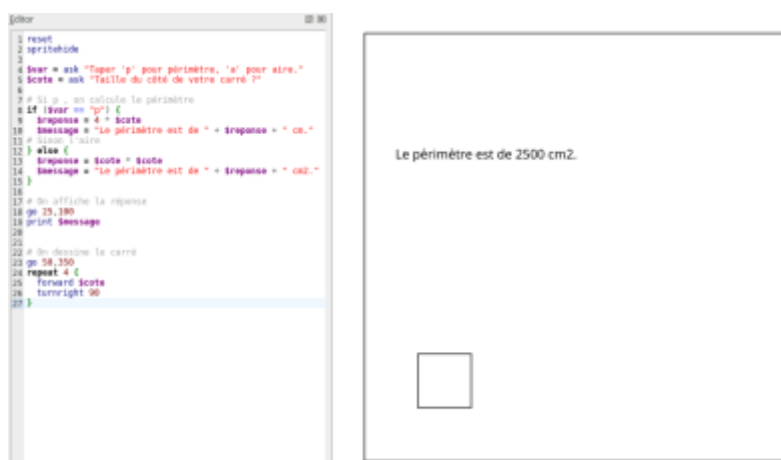 Editor
1 reset
2 spritehide
3
4 $var = ask "Taper 'p' pour périmètre, 'a' pour aire."
5 $cote = ask "Taille du côté de votre carré ?"
6
7 # Si p , on calcule le périmètre
8 if ($var == "p") {
9 $reponse = 4 * $cote
10 $message = "Le périmètre est de " + $reponse + " cm."
11 # Sinon l'aire
12 } else {
13 $reponse = $cote * $cote
14 $message = "Le périmètre est de " + $reponse + " cm2."
15 }
16
17 # On affiche la réponse
18 go 25,100
19 print $message
20
21
22 # On dessine le carré
23 go 50,350
24 repeat 4 {
25 forward $cote
26 turnright 90
27 }
Le périmètre est de 2500 cm2.